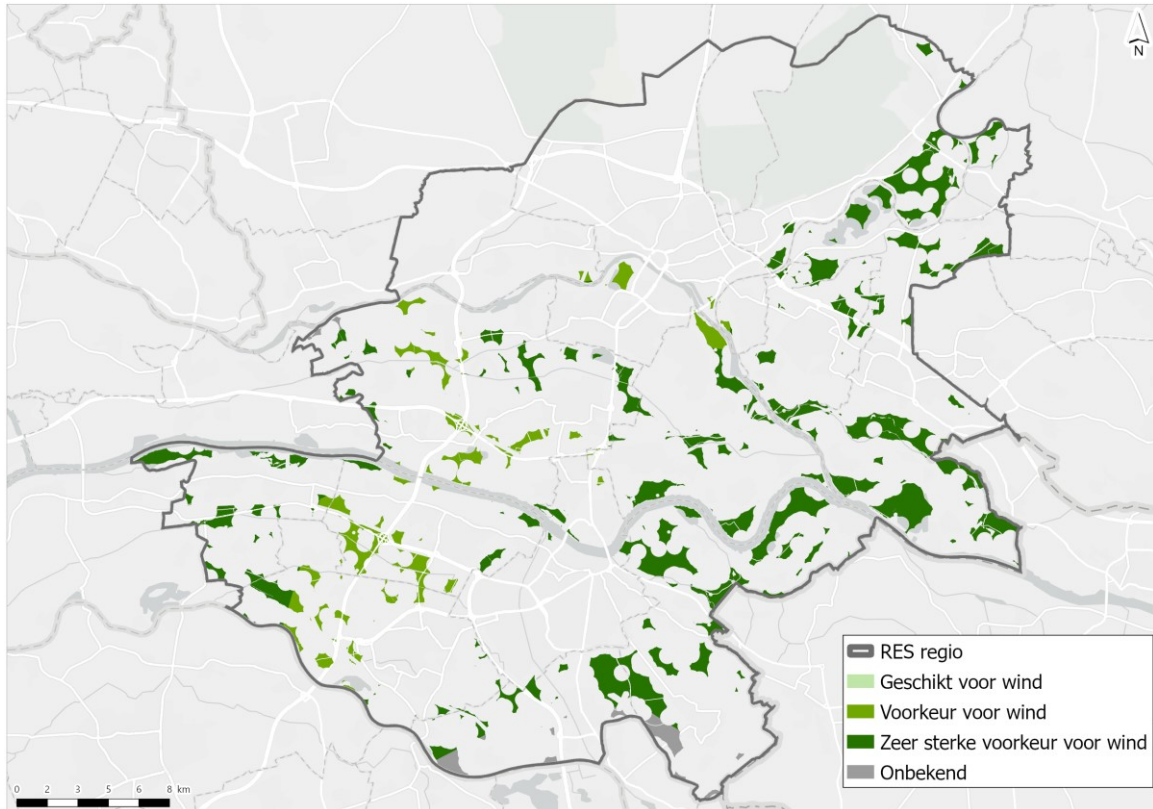 N
RES regio
Geschikt voor wind
Voorkeur voor wind
Zeer sterke voorkeur voor wind
Onbekend
0 2 3 5 6 8 km